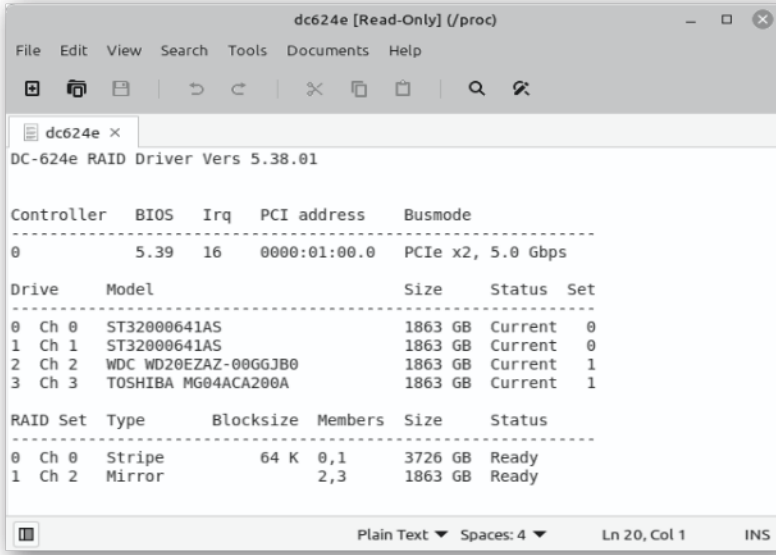 dc624e [Read-Only] (/proc)
File Edit View Search Tools Documents Help
dc624e
DC-624e RAID Driver Vers 5.38.01
Controller BIOS Irq PCI address Busmode
---------------------------------------------------------------
0 5.39 16 0000:01:00.0 PCIe x2, 5.0 Gbps
Drive Model Size Status Set
---------------------------------------------------------------
0 Ch 0 ST32000641AS 1863 GB Current 0
1 Ch 1 ST32000641AS 1863 GB Current 0
2 Ch 2 WDC WD20EZAZ-00GGJB0 1863 GB Current 1
3 Ch 3 TOSHIBA MG04ACA200A 1863 GB Current 1
RAID Set Type Blocksize Members Size Status
---------------------------------------------------------------
0 Ch 0 Stripe 64 K 0,1 3726 GB Ready
1 Ch 2 Mirror 2,3 1863 GB Ready
Plain Text Spaces: 4 Ln 20, Col 1 INS